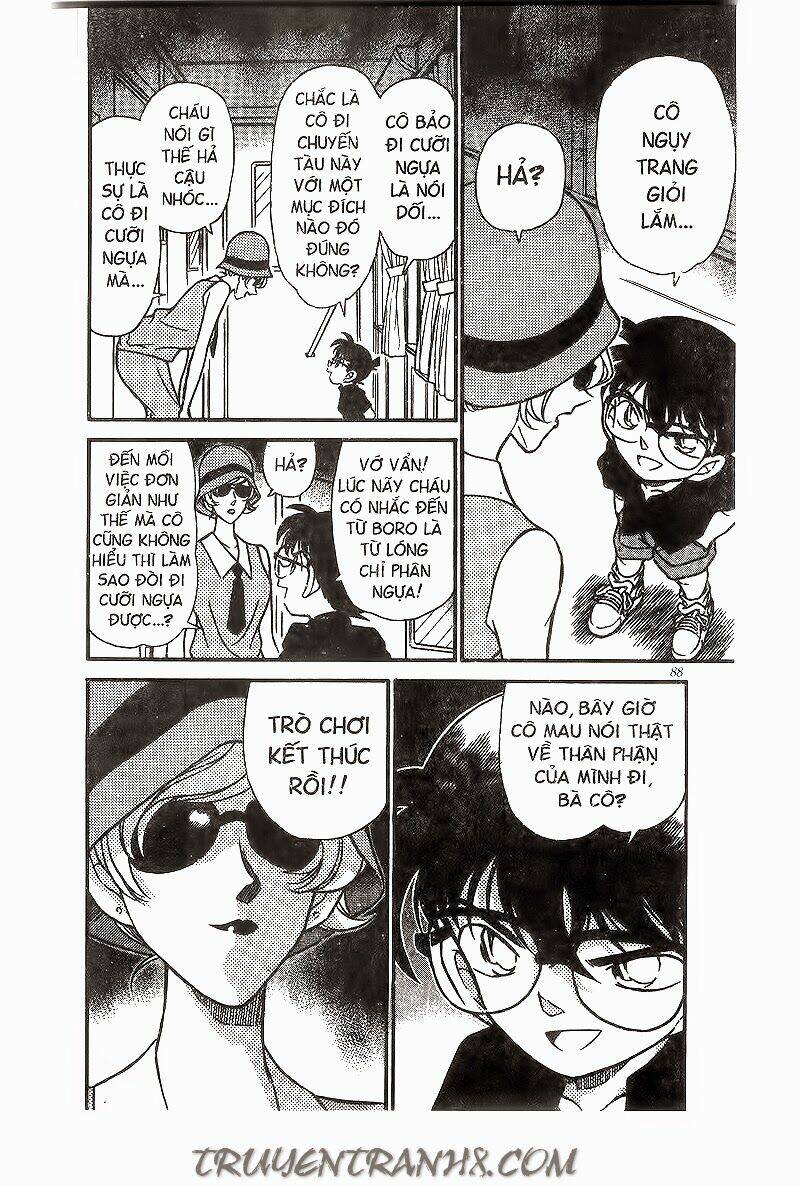 CÔ
NGỤY
TRANG
GIỎI
LẮM...
HẢ?
CÔ BẢO
ĐI CƯỠI
NGỰA
LÀ NÓI
DỐI...
CHẮC LÀ
CÔ ĐI
CHUYẾN
TÀU NÀY
VỚI MỘT
MỤC ĐÍCH
NÀO ĐÓ
ĐÚNG
KHÔNG?
CHÁU
NÓI GÌ
THẾ HẢ
CẬU
NHÓC...
THỰC
SỰ LÀ
CÔ ĐI
CƯỠI
NGỰA
MÀ...
VỚ VẨN!
LÚC NÃY CHÁU
CÓ NHẮC ĐẾN
TỪ BORO LÀ
TỪ LÓNG
CHỈ PHÂN
NGỰA!
HẢ?
ĐẾN MỖI
VIỆC ĐƠN
GIẢN NHƯ
THẾ MÀ CÔ
CŨNG KHÔNG
HIỂU THÌ LÀM
SAO ĐÒI ĐI
CƯỠI NGỰA
ĐƯỢC...?
88
NÀO, BÂY GIỜ
CÔ MAU NÓI THẬT
VỀ THÂN PHẬN
CỦA MÌNH ĐI,
BÀ CÔ?
TRÒ CHƠI
KẾT THÚC
RỒI!!
TRUYENTRANH8.COM